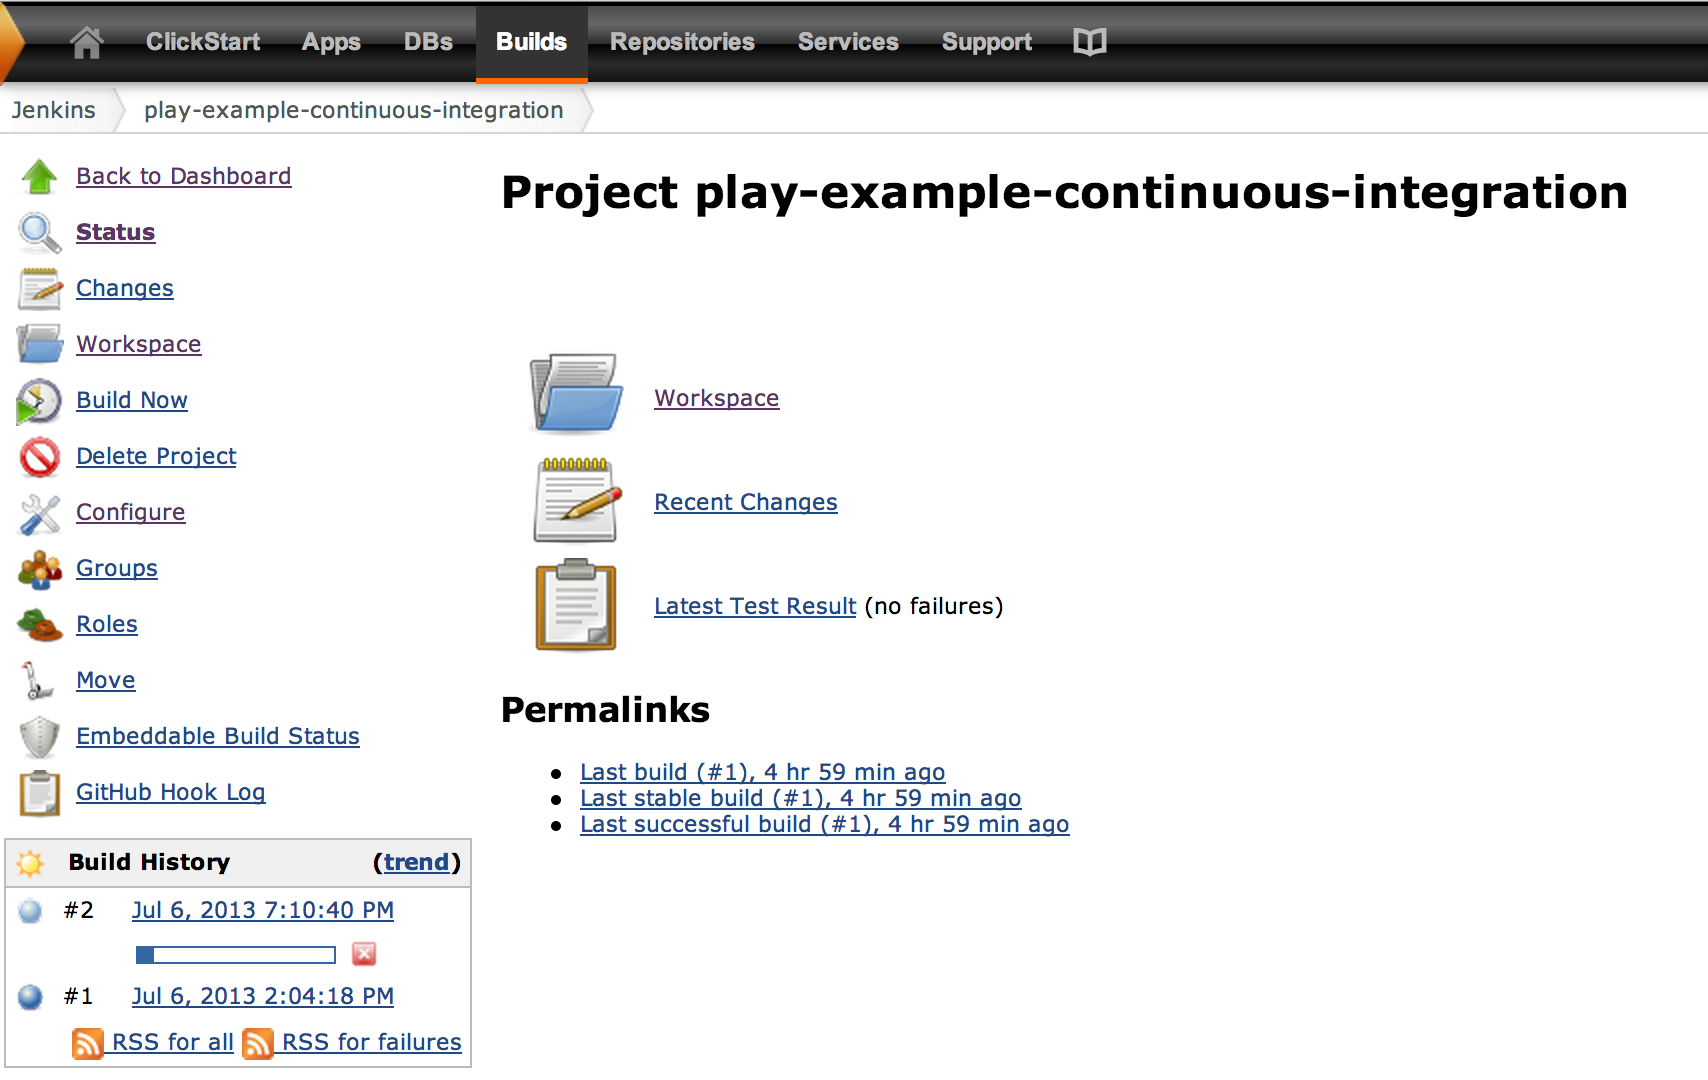 ClickStart Apps DBs Builds Repositories Services Support
Jenkins play-example-continuous-integration
Back to Dashboard
Status
Changes
Workspace
Build Now
Delete Project
Configure
Groups
Roles
Move
Embeddable Build Status
GitHub Hook Log
Build History (trend)
#2 Jul 6, 2013 7:10:40 PM
#1 Jul 6, 2013 2:04:18 PM
RSS for all RSS for failures
Project play-example-continuous-integration
Workspace
Recent Changes
Latest Test Result (no failures)
Permalinks
Last build (#1), 4 hr 59 min ago
Last stable build (#1), 4 hr 59 min ago
Last successful build (#1), 4 hr 59 min ago